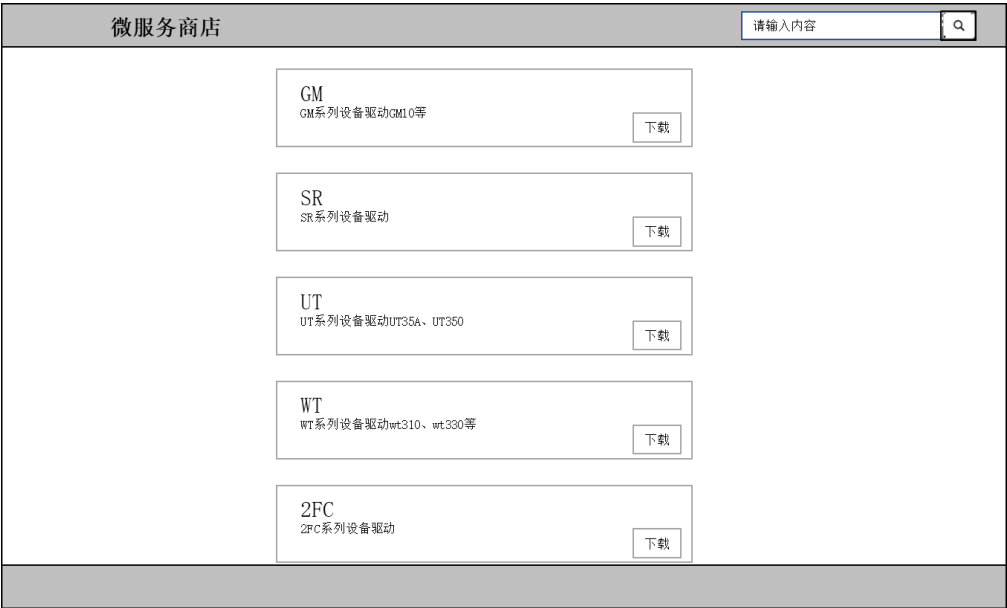 微服务商店
请输入内容
GM
GM系列设备驱动GM10等
下载
SR
SR系列设备驱动
下载
UT
UT系列设备驱动UT35A、UT350
下载
WT
WT系列设备驱动wt310、wt330等
下载
2FC
2FC系列设备驱动
下载